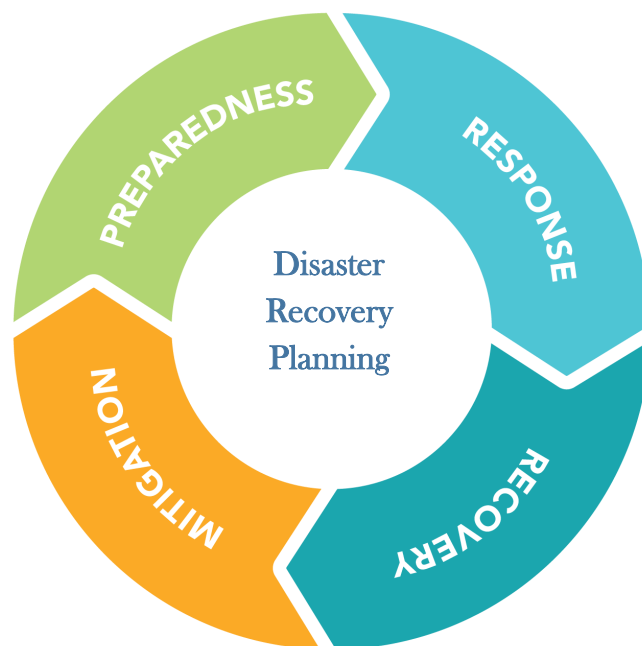 PREPAREDNESS
RESPONSE
Disaster
Recovery
Planning
MITIGATION
RECOVERY